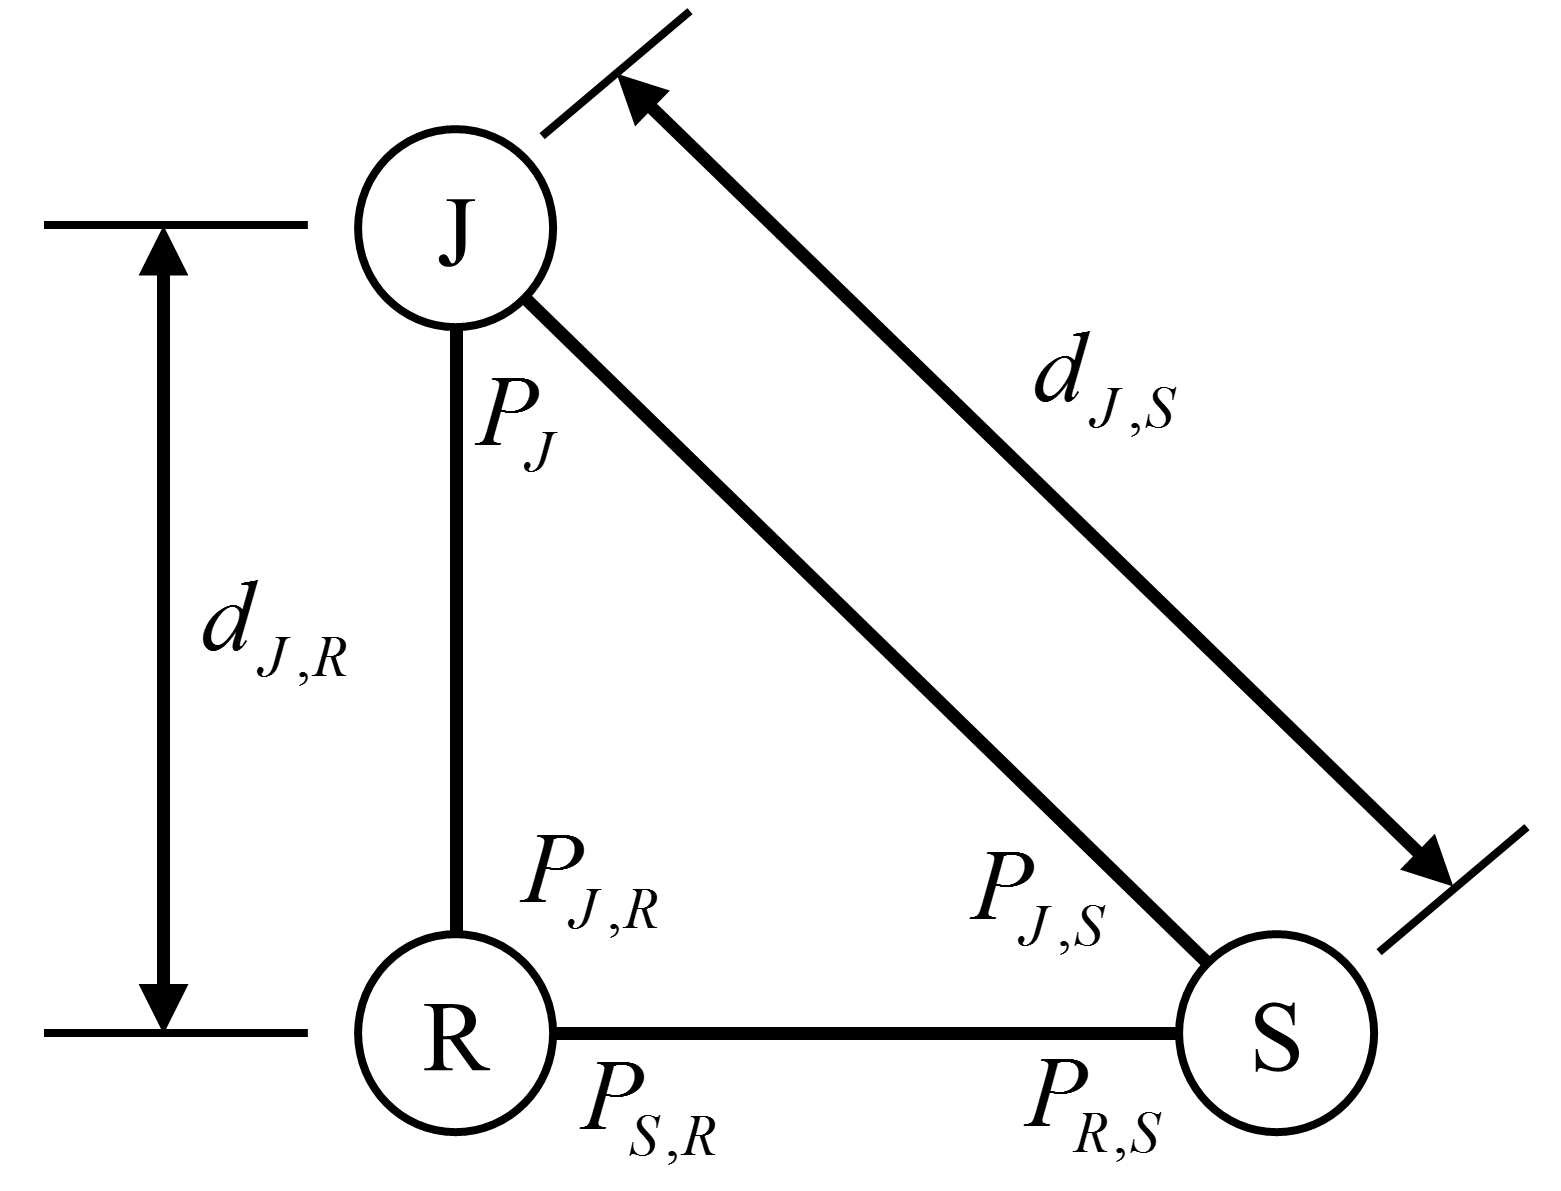 J
P_J
d_{J,S}
d_{J,R}
P_{J,R}
P_{J,S}
R
S
P_{S,R}
P_{R,S}